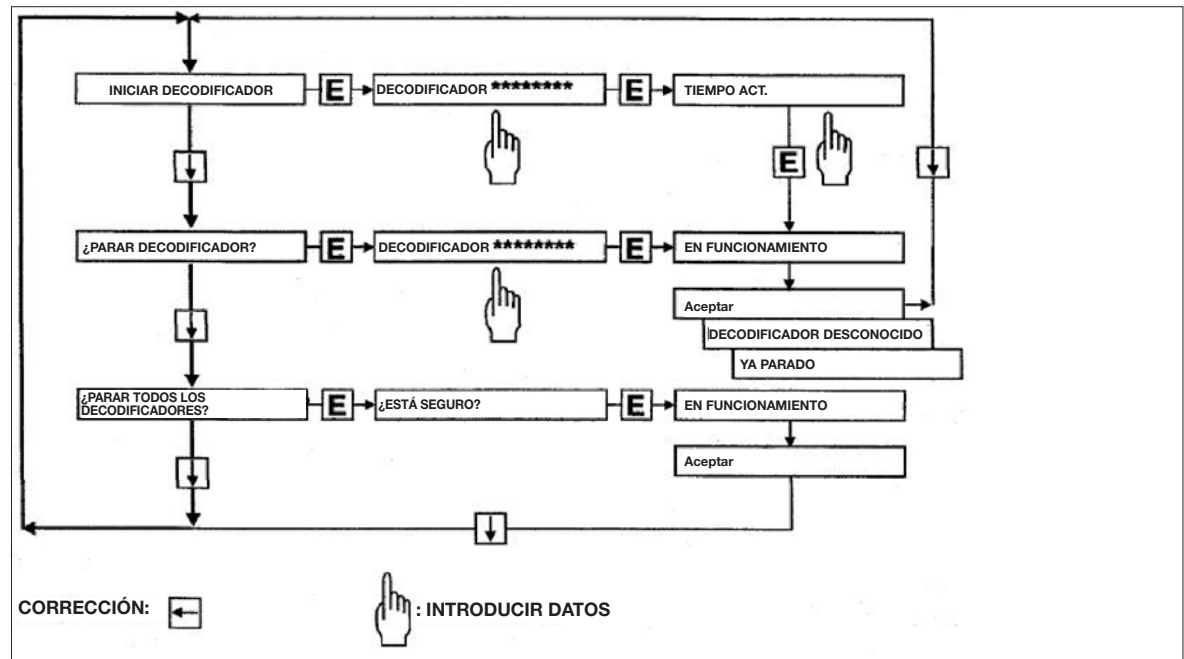 INICIAR DECODIFICADOR E DECODIFICADOR ******** E TIEMPO ACT.
E
¿PARAR DECODIFICADOR? E DECODIFICADOR ******** E EN FUNCIONAMIENTO
Aceptar
DECODIFICADOR DESCONOCIDO
YA PARADO
¿PARAR TODOS LOS
DECODIFICADORES? E ¿ESTÁ SEGURO? E EN FUNCIONAMIENTO
Aceptar
CORRECCIÓN: : INTRODUCIR DATOS